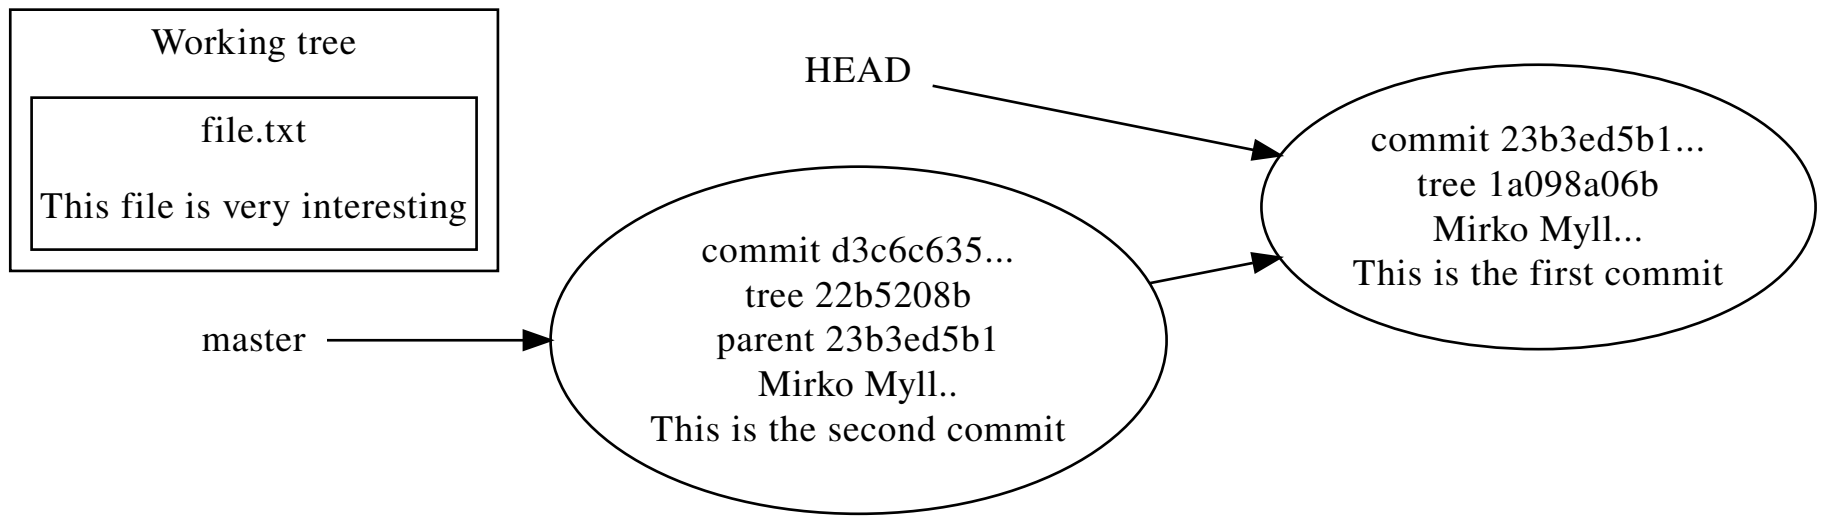 Working tree
file.txt
This file is very interesting
HEAD
commit 23b3ed5b1...
tree 1a098a06b
Mirko Myll...
This is the first commit
master
commit d3c6c635...
tree 22b5208b
parent 23b3ed5b1
Mirko Myll..
This is the second commit